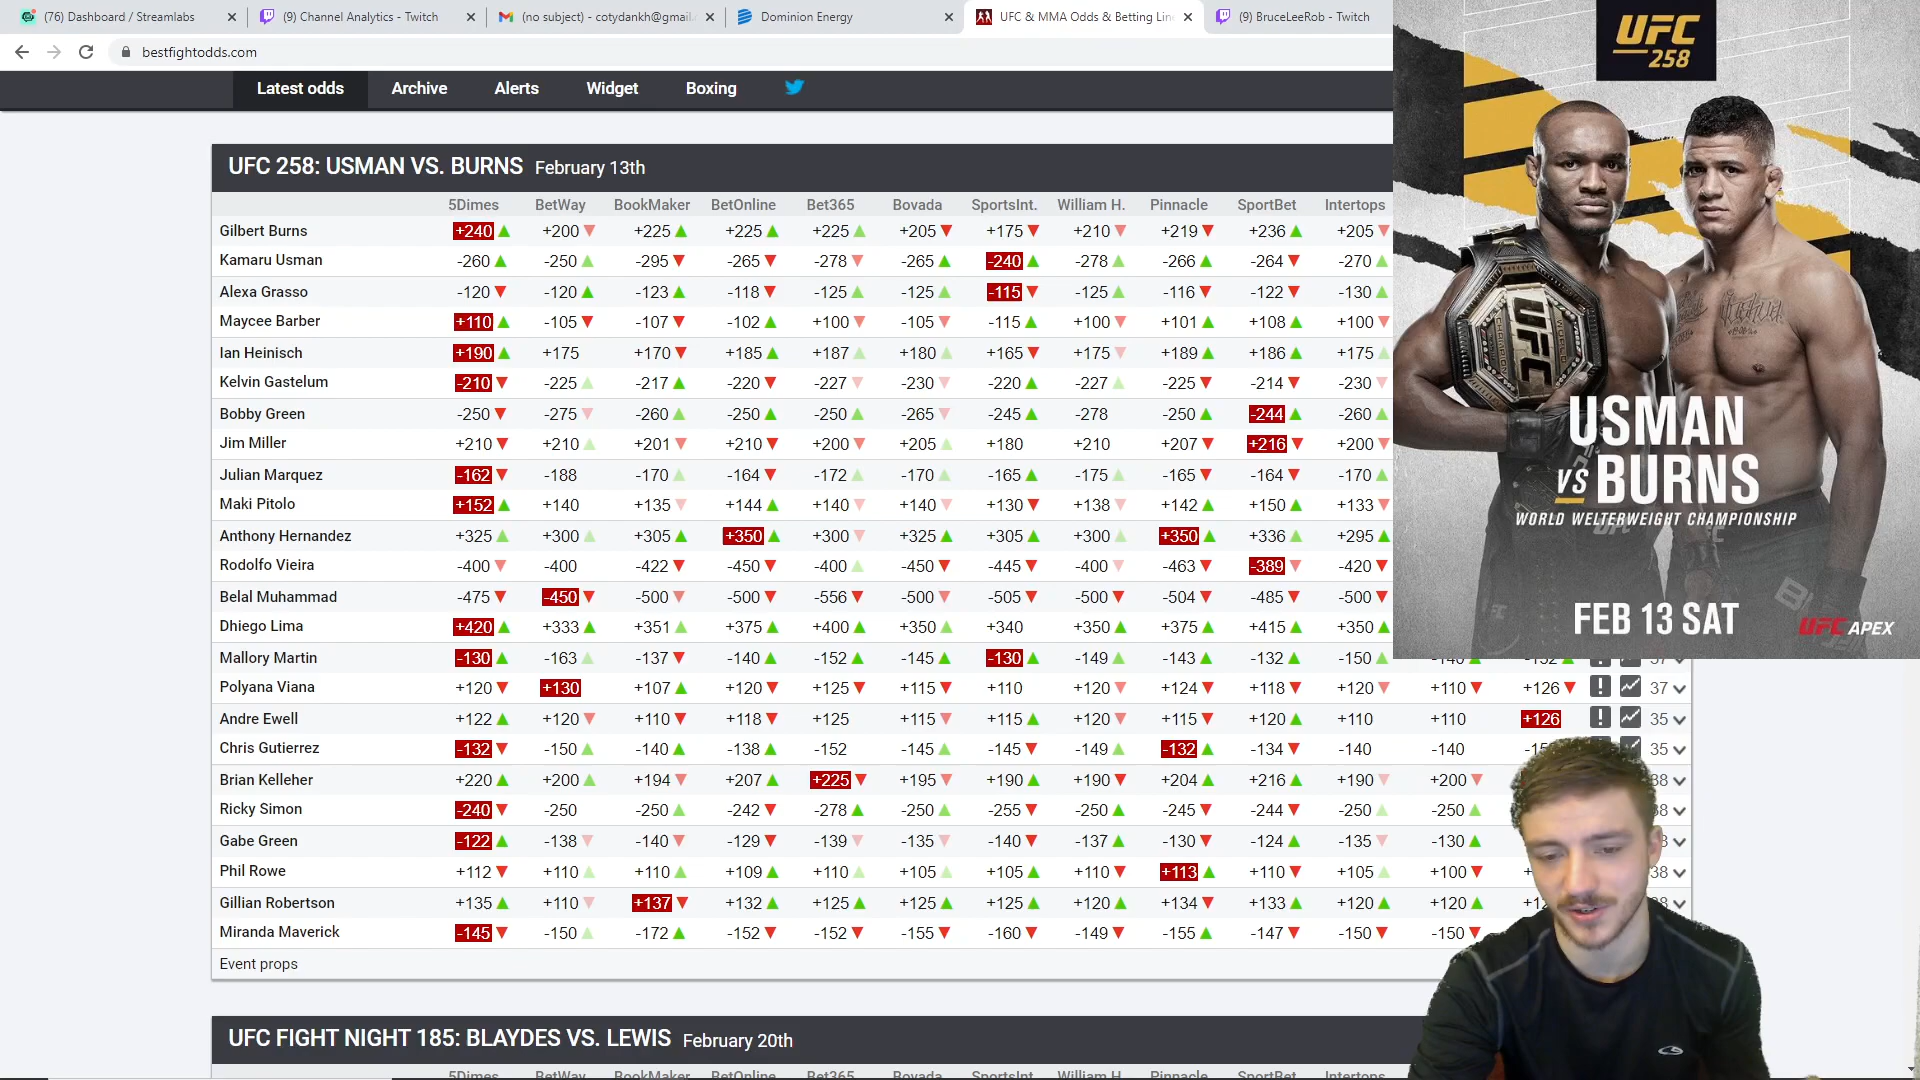 (76) Dashboard / Streamlabs
(9) Channel Analytics - Twitch
(no subject) - cotydankh@gmail.
Dominion Energy
UFC & MMA Odds & Betting Lin
(9) BruceLeeRob - Twitch
bestfightodds.com
Latest odds Archive Alerts Widget Boxing
UFC 258: USMAN VS. BURNS February 13th
5Dimes BetWay BookMaker BetOnline Bet365 Bovada SportsInt. William H. Pinnacle SportBet Intertops
Gilbert Burns +240▲ +200▼ +225▲ +225▲ +225▲ +205▼ +175▼ +210▼ +219▼ +236▲ +205▼
Kamaru Usman -260▲ -250▲ -295▼ -265▼ -278▼ -265▲ -240▲ -278▲ -266▲ -264▼ -270▲
Alexa Grasso -120▼ -120▲ -123▲ -118▼ -125▲ -125▲ -115▼ -125▲ -116▼ -122▼ -130▲
Maycee Barber +110▲ -105▼ -107▼ -102▲ +100▼ -105▼ -115▲ +100▼ +101▲ +108▲ +100▼
Ian Heinisch +190▲ +175 +170▼ +185▲ +187▲ +180▲ +165▼ +175▼ +189▲ +186▲ +175▲
Kelvin Gastelum -210▼ -225▲ -217▲ -220▼ -227▼ -230▼ -220▲ -227▲ -225▼ -214▼ -230▼
Bobby Green -250▼ -275▼ -260▲ -250▲ -250▲ -265▼ -245▲ -278 -250▲ -244▲ -260▲
Jim Miller +210▼ +210▲ +201▼ +210▼ +200▼ +205▲ +180 +210 +207▼ +216▼ +200▼
Julian Marquez -162▼ -188 -170▲ -164▼ -172▲ -170▲ -165▲ -175▲ -165▼ -164▼ -170▲
Maki Pitolo +152▲ +140 +135▼ +144▲ +140▼ +140▼ +130▼ +138▼ +142▲ +150▲ +133▼
Anthony Hernandez +325▲ +300▲ +305▲ +350▲ +300▼ +325▲ +305▲ +300▲ +350▲ +336▲ +295▲
Rodolfo Vieira -400▼ -400 -422▼ -450▼ -400▲ -450▼ -445▼ -400▼ -463▼ -389▼ -420▼
Belal Muhammad -475▼ -450▼ -500▼ -500▼ -556▼ -500▼ -505▼ -500▼ -504▼ -485▼ -500▼
Dhiego Lima +420▲ +333▲ +351▲ +375▲ +400▲ +350▲ +340 +350▲ +375▲ +415▲ +350▲
Mallory Martin -130▲ -163▲ -137▼ -140▲ -152▲ -145▲ -130▲ -149▲ -143▲ -132▲ -150▲
Polyana Viana +120▼ +130 +107▲ +120▼ +125▼ +115▼ +110 +120▼ +124▼ +118▼ +120▼ +110▼ +126▼ 37
Andre Ewell +122▲ +120▼ +110▼ +118▼ +125 +115▼ +115▲ +120▼ +115▼ +120▲ +110 +110 +126 35
Chris Gutierrez -132▼ -150▲ -140▲ -138▲ -152 -145▲ -145▼ -149▲ -132▲ -134▼ -140 -140 35
Brian Kelleher +220▲ +200▲ +194▼ +207▲ +225▼ +195▼ +190▲ +190▼ +204▲ +216▲ +190▼ +200▼
Ricky Simon -240▼ -250 -250▲ -242▼ -278▲ -250▲ -255▼ -250▲ -245▼ -244▼ -250▲ -250▲
Gabe Green -122▲ -138▼ -140▼ -129▼ -139▼ -135▼ -140▼ -137▲ -130▼ -124▲ -135▼ -130▲
Phil Rowe +112▼ +110▲ +110▲ +109▲ +110▲ +105▲ +105▲ +110▼ +113▲ +110▼ +105▲ +100▼ 38
Gillian Robertson +135▲ +110▼ +137▼ +132▲ +125▲ +125▲ +125▲ +120▲ +134▼ +133▲ +120▲ +120▲
Miranda Maverick -145▼ -150▲ -172▲ -152▼ -152▼ -155▼ -160▼ -149▼ -155▲ -147▼ -150▼ -150▼
Event props
UFC FIGHT NIGHT 185: BLAYDES VS. LEWIS February 20th
5Dimes BetWay BookMaker BetOnline Bet365 Bovada SportsInt. William H. Pinnacle SportBet Intertops
UFC
258
USMAN
VS BURNS
WORLD WELTERWEIGHT CHAMPIONSHIP
FEB 13 SAT
UFC APEX